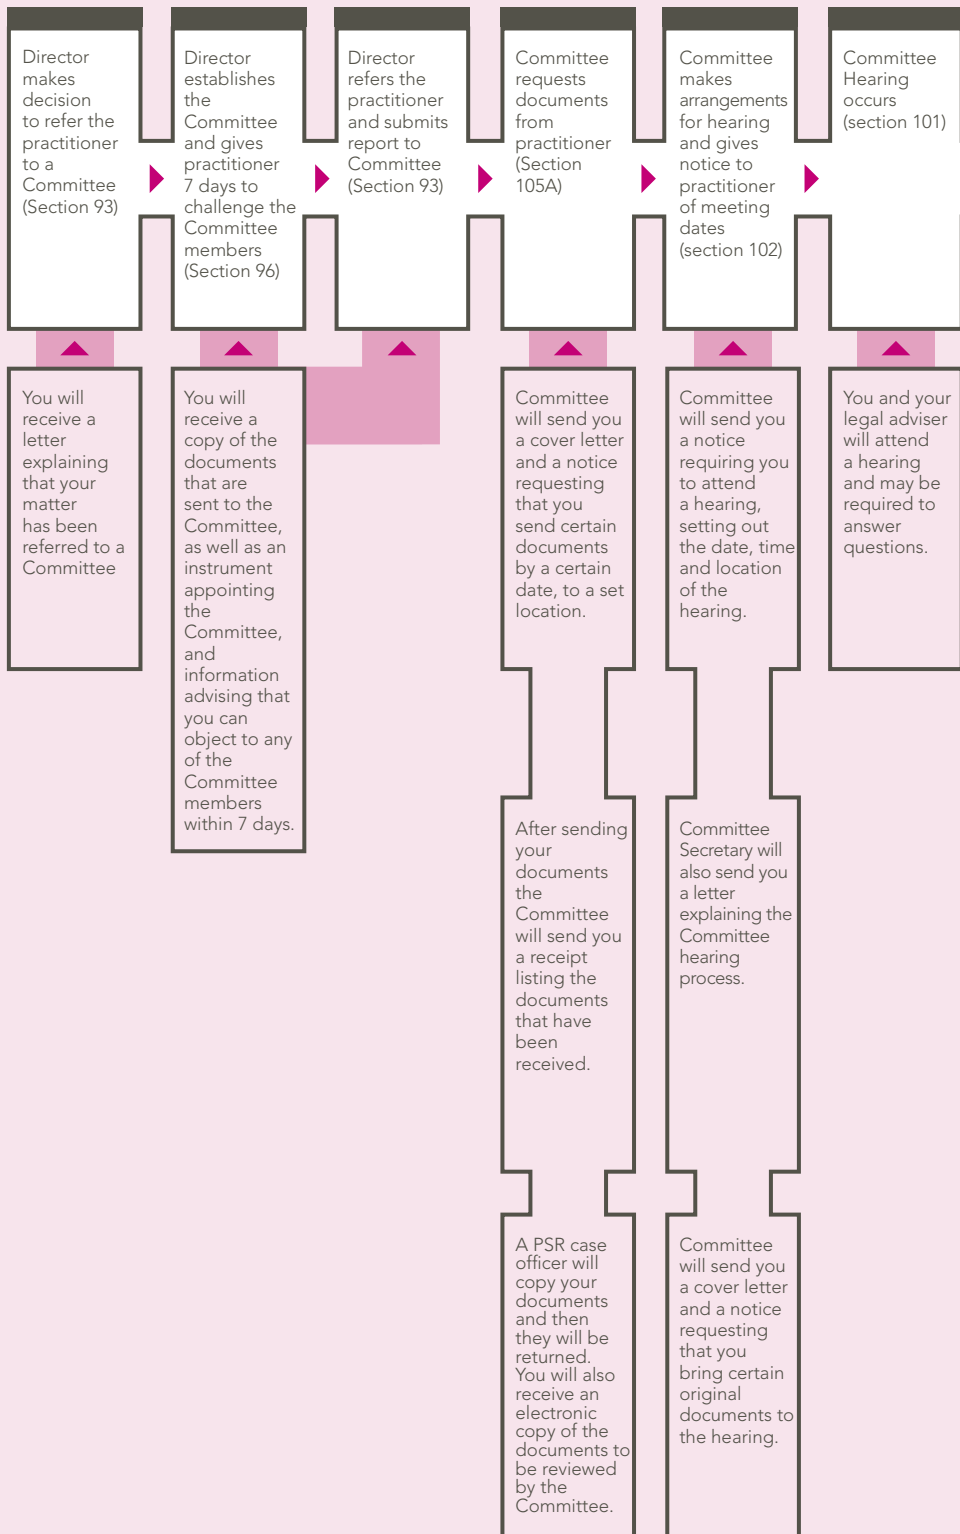 Director
makes
decision
to refer the
practitioner
to a
Committee
(Section 93)
Director
establishes
the
Committee
and gives
practitioner
7 days to
challenge the
Committee
members
(Section 96)
Director
refers the
practitioner
and submits
report to
Committee
(Section 93)
Committee
requests
documents
from
practitioner
(Section
105A)
Committee
makes
arrangements
for hearing
and gives
notice to
practitioner
of meeting
dates
(section 102)
Committee
Hearing
occurs
(section 101)
You will
receive a
letter
explaining
that your
matter
has been
referred to a
Committee
You will
receive a
copy of the
documents
that are
sent to the
Committee,
as well as an
instrument
appointing
the
Committee,
and
information
advising that
you can
object to any
of the
Committee
members
within 7 days.
Committee
will send you
a cover letter
and a notice
requesting
that you
send certain
documents
by a certain
date, to a set
location.
Committee
will send you
a notice
requiring you
to attend
a hearing,
setting out
the date, time
and location
of the
hearing.
You and your
legal adviser
will attend
a hearing
and may be
required to
answer
questions.
After sending
your
documents
the
Committee
will send you
a receipt
listing the
documents
that have
been
received.
Committee
Secretary will
also send you
a letter
explaining the
Committee
hearing
process.
A PSR case
officer will
copy your
documents
and then
they will be
returned.
You will also
receive an
electronic
copy of the
documents to
be reviewed
by the
Committee.
Committee
will send you
a cover letter
and a notice
requesting
that you
bring certain
original
documents to
the hearing.